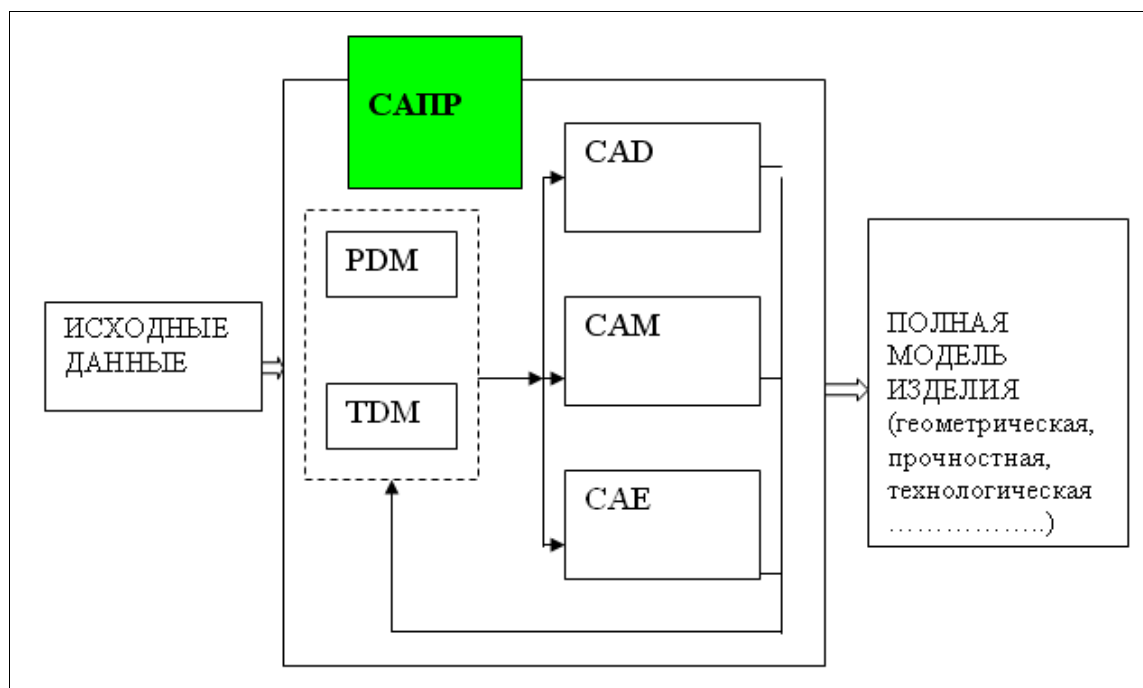 САПР
CAD
PDM
CAM
ИСХОДНЫЕ
ДАННЫЕ
TDM
CAE
ПОЛНАЯ
МОДЕЛЬ
ИЗДЕЛИЯ
(геометрическая,
прочностная,
технологическая
……………..)